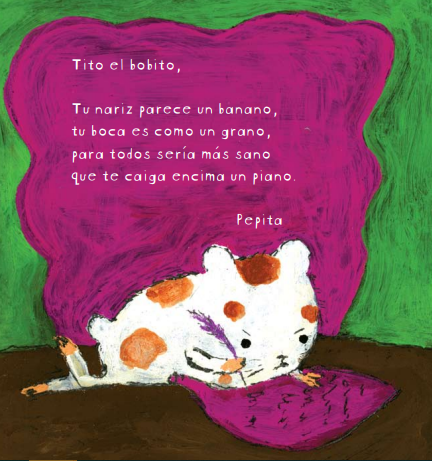 Tito el bobito,
Tu nariz parece un banano,
tu boca es como un grano,
para todos sería más sano
que te caiga encima un piano.
Pepita